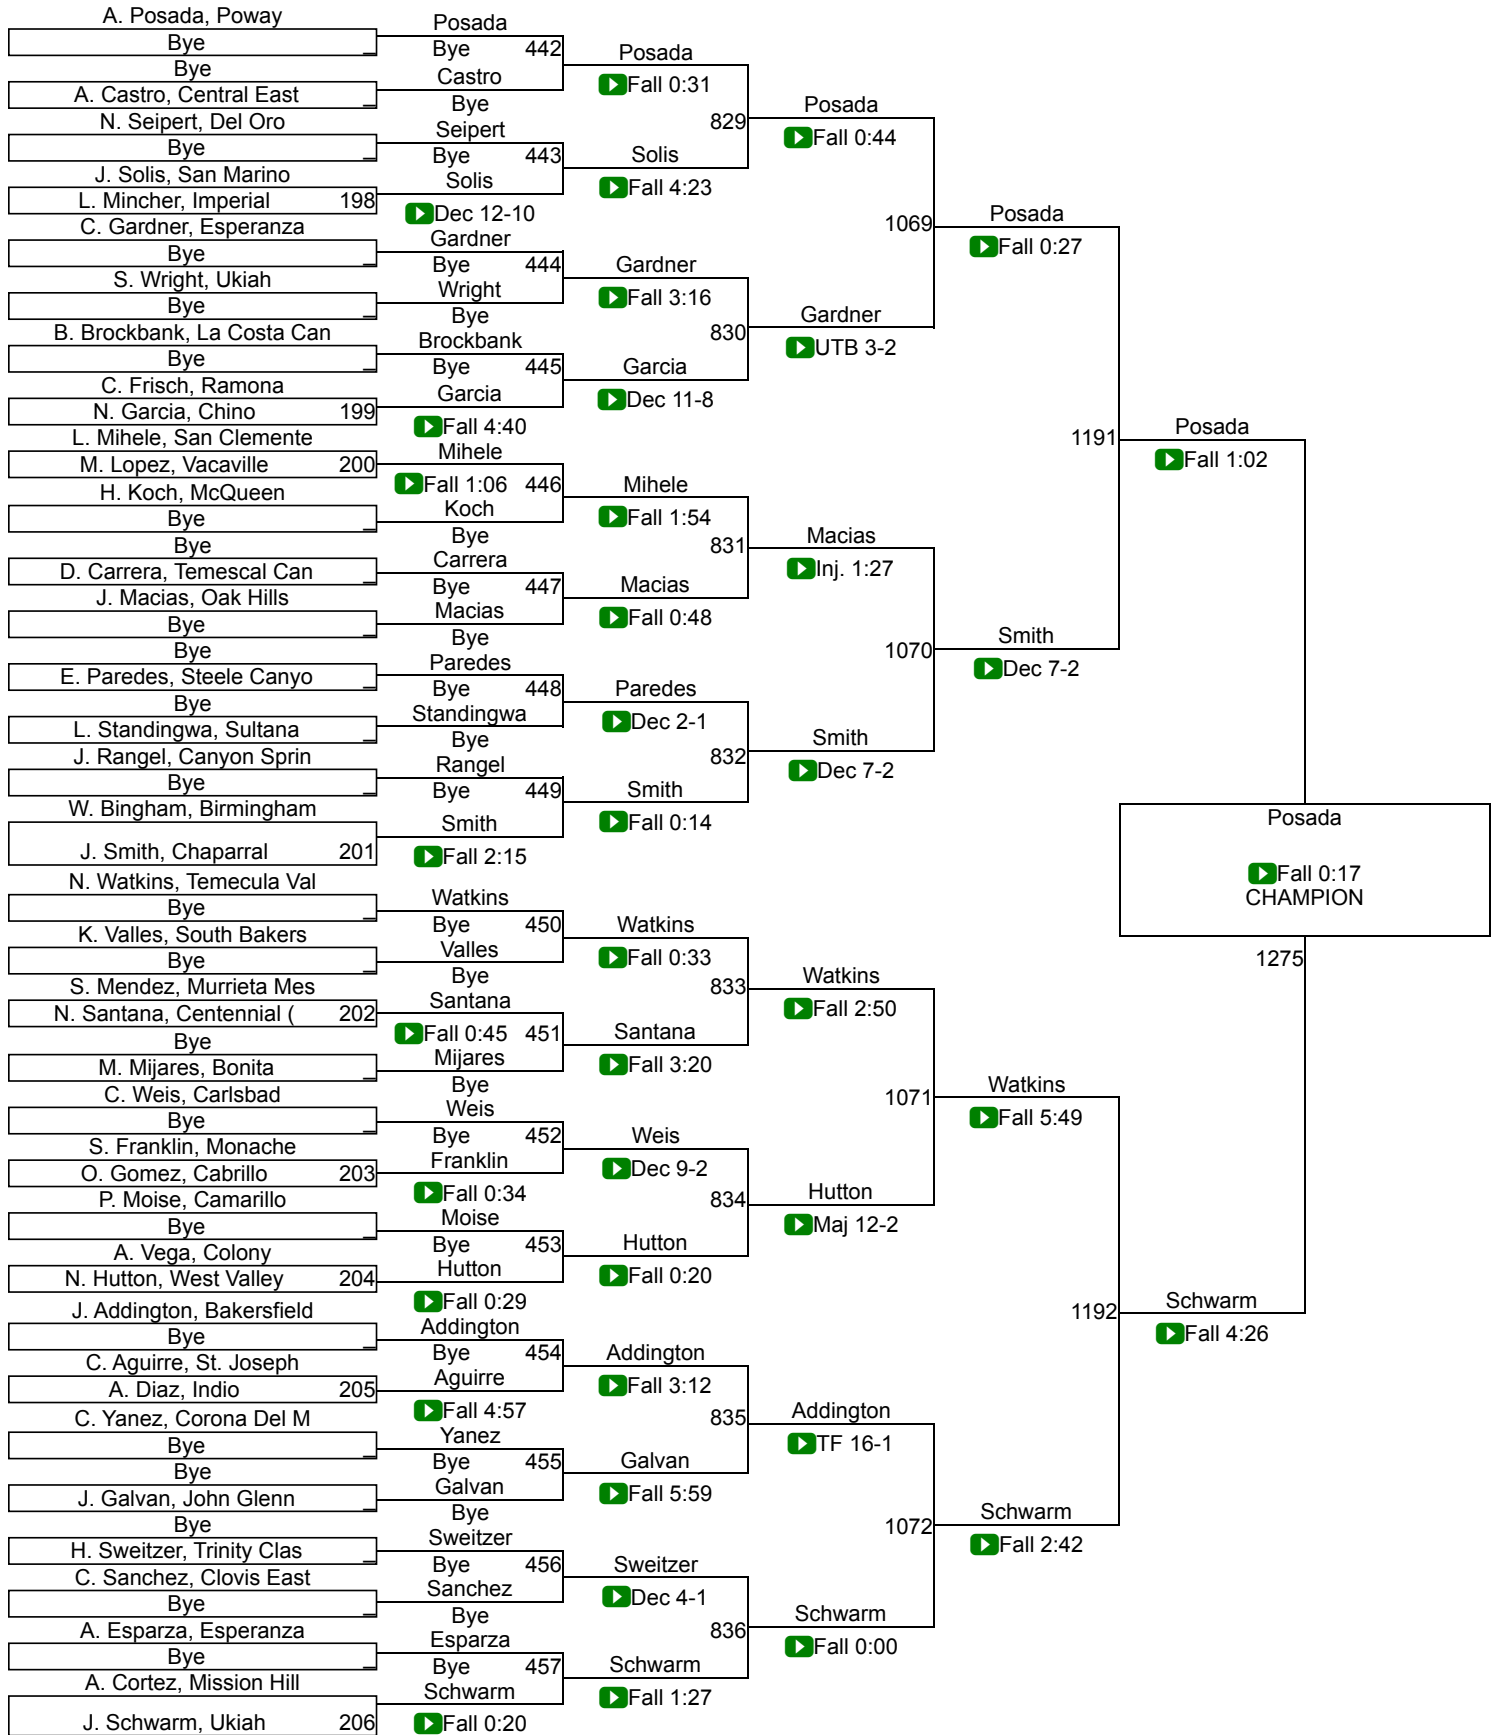 A. Posada, Poway
Bye
Bye
A. Castro, Central East
N. Seipert, Del Oro
Bye
J. Solis, San Marino
L. Mincher, Imperial 198
C. Gardner, Esperanza
Bye
S. Wright, Ukiah
Bye
B. Brockbank, La Costa Can
Bye
C. Frisch, Ramona
N. Garcia, Chino 199
L. Mihele, San Clemente
M. Lopez, Vacaville 200
H. Koch, McQueen
Bye
Bye
D. Carrera, Temescal Can
J. Macias, Oak Hills
Bye
Bye
E. Paredes, Steele Canyo
Bye
L. Standingwa, Sultana
J. Rangel, Canyon Sprin
Bye
W. Bingham, Birmingham
J. Smith, Chaparral 201
N. Watkins, Temecula Val
Bye
K. Valles, South Bakers
Bye
S. Mendez, Murrieta Mes
N. Santana, Centennial ( 202
Bye
M. Mijares, Bonita
C. Weis, Carlsbad
Bye
S. Franklin, Monache
O. Gomez, Cabrillo 203
P. Moise, Camarillo
Bye
A. Vega, Colony
N. Hutton, West Valley 204
J. Addington, Bakersfield
Bye
C. Aguirre, St. Joseph
A. Diaz, Indio 205
C. Yanez, Corona Del M
Bye
Bye
J. Galvan, John Glenn
Bye
H. Sweitzer, Trinity Clas
C. Sanchez, Clovis East
Bye
A. Esparza, Esperanza
Bye
A. Cortez, Mission Hill
J. Schwarm, Ukiah 206
Posada
Bye 442
Castro
Bye
Seipert
Bye 443
Solis
Dec 12-10
Gardner
Bye 444
Wright
Bye
Brockbank
Bye 445
Garcia
Fall 4:40
Mihele
Fall 1:06 446
Koch
Bye
Carrera
Bye 447
Macias
Bye
Paredes
Bye 448
Standingwa
Bye
Rangel
Bye 449
Smith
Fall 2:15
Watkins
Bye 450
Valles
Bye
Santana
Fall 0:45 451
Mijares
Bye
Weis
Bye 452
Franklin
Fall 0:34
Moise
Bye 453
Hutton
Fall 0:29
Addington
Bye 454
Aguirre
Fall 4:57
Yanez
Bye 455
Galvan
Bye
Sweitzer
Bye 456
Sanchez
Bye
Esparza
Bye 457
Schwarm
Fall 0:20
Posada
Fall 0:31
829
Solis
Fall 4:23
Gardner
Fall 3:16
830
Garcia
Dec 11-8
Mihele
Fall 1:54
831
Macias
Fall 0:48
Paredes
Dec 2-1
832
Smith
Fall 0:14
Watkins
Fall 0:33
833
Santana
Fall 3:20
Weis
Dec 9-2
834
Hutton
Fall 0:20
Addington
Fall 3:12
835
Galvan
Fall 5:59
Sweitzer
Dec 4-1
836
Schwarm
Fall 1:27
Posada
Fall 0:44
1069
Gardner
UTB 3-2
Macias
Inj. 1:27
1070
Smith
Dec 7-2
Watkins
Fall 2:50
1071
Hutton
Maj 12-2
Addington
TF 16-1
1072
Schwarm
Fall 0:00
Posada
Fall 0:27
1191
Smith
Dec 7-2
Watkins
Fall 5:49
1192
Schwarm
Fall 2:42
Posada
Fall 1:02
Posada
Fall 0:17
CHAMPION
1275
Schwarm
Fall 4:26